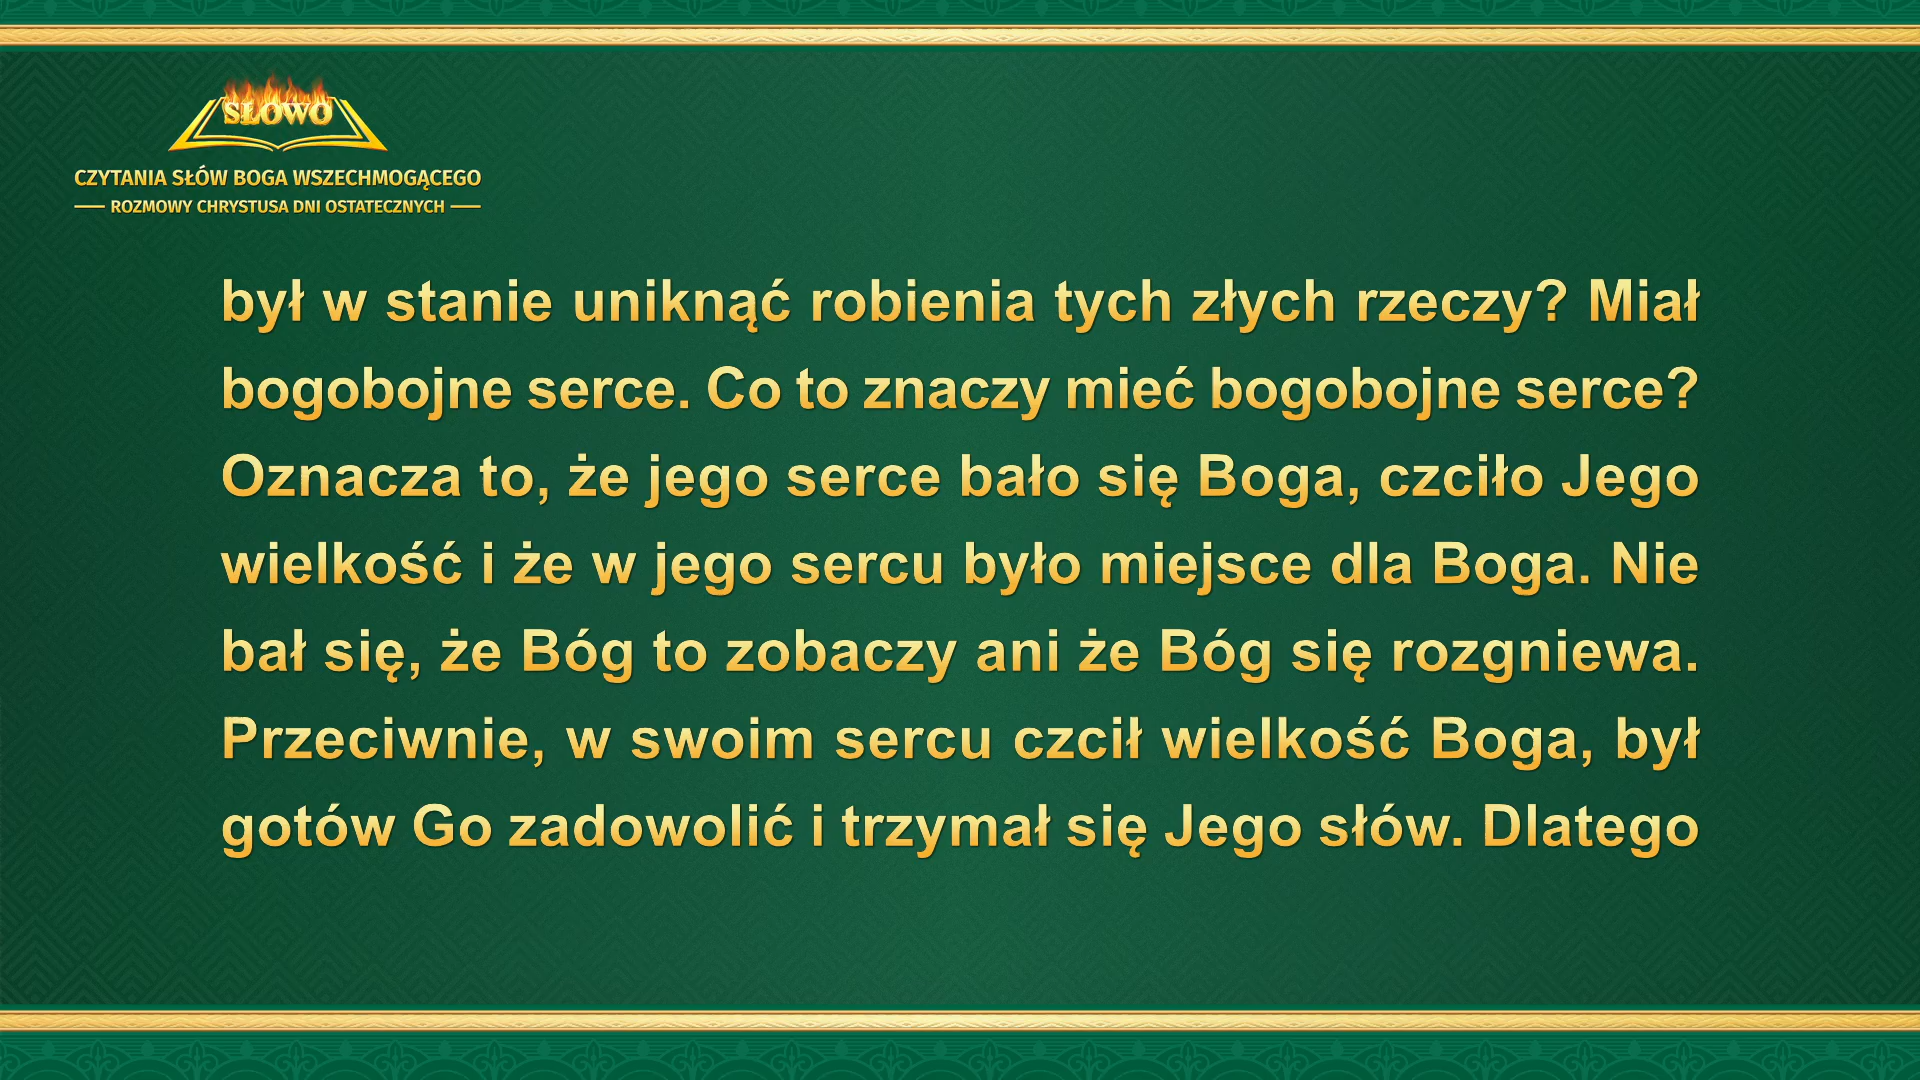 SŁOWO
CZYTANIA SŁÓW BOGA WSZECHMOGĄCEGO
ROZMOWY CHRYSTUSA DNI OSTATECZNYCH
był w stanie uniknąć robienia tych złych rzeczy? Miał
bogobojne serce. Co to znaczy mieć bogobojne serce?
Oznacza to, że jego serce bało się Boga, czciło Jego
wielkość i że w jego sercu było miejsce dla Boga. Nie
bał się, że Bóg to zobaczy ani że Bóg się rozgniewa.
Przeciwnie, w swoim sercu czcił wielkość Boga, był
gotów Go zadowolić i trzymał się Jego słów. Dlatego